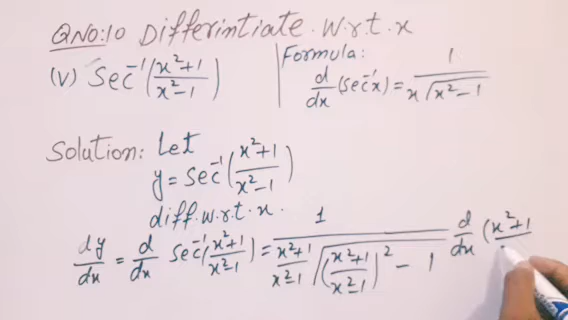 QNO:10 Differintiate.w.r.t.x
(V) Sec⁻¹(x²+1/x²-1)
Formula:
d/dx (sec⁻¹x) = 1/x√x²-1
Solution: Let
y = Sec⁻¹(x²+1/x²-1)
diff.w.r.t.x.
dy/dx = d/dx Sec⁻¹(x²+1/x²-1) = 1/x²+1/x²-1 √(x²+1/x²-1)² - 1 d/dx (x²+1